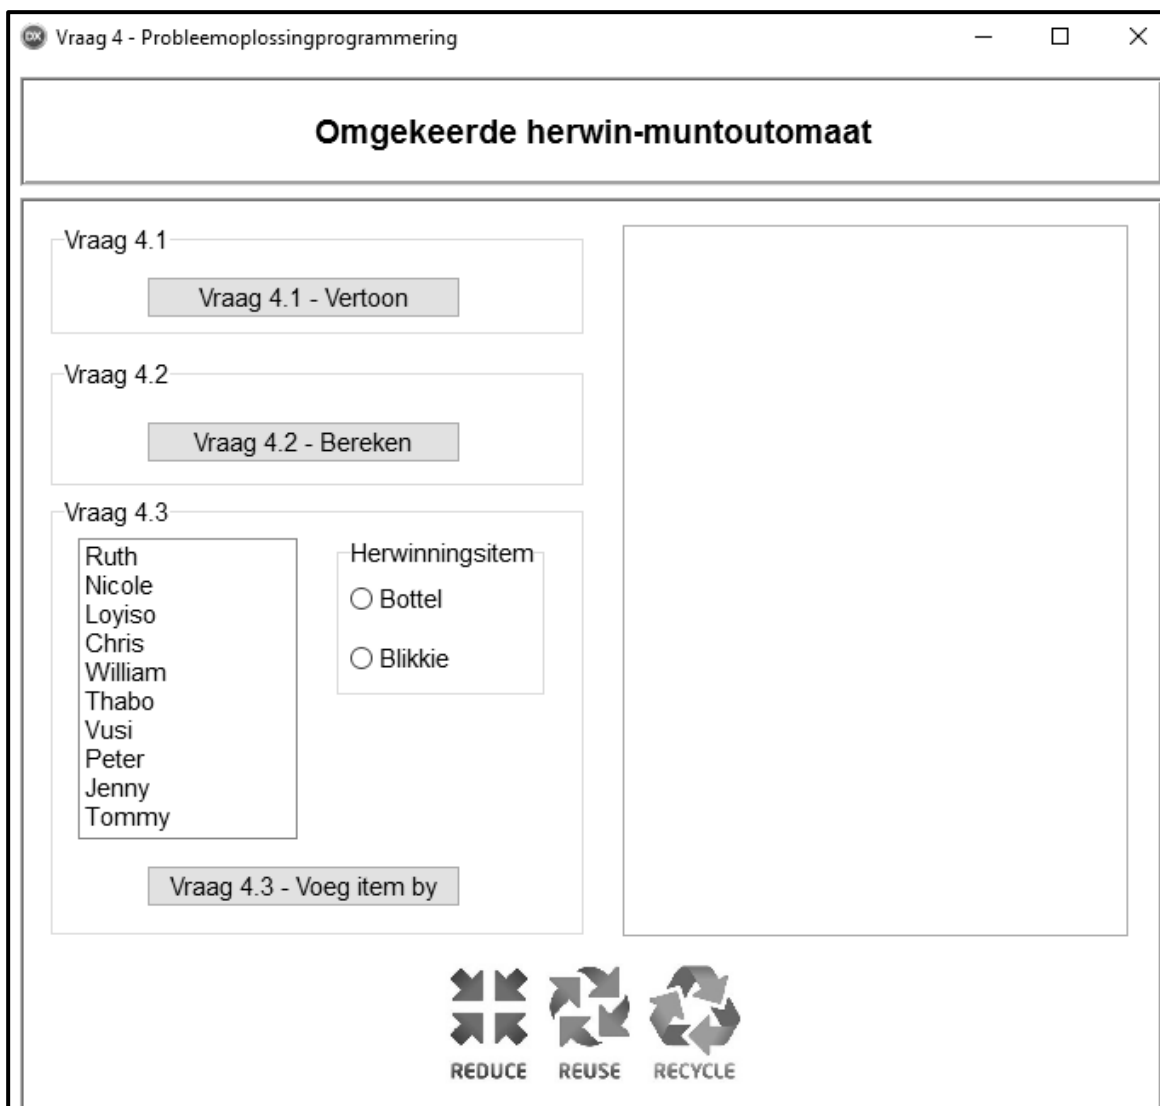 Vraag 4 - Probleemoplossingprogrammering
Omgekeerde herwin-muntoutomaat
Vraag 4.1
Vraag 4.1 - Vertoon
Vraag 4.2
Vraag 4.2 - Bereken
Vraag 4.3
Ruth
Nicole
Loyiso
Chris
William
Thabo
Vusi
Peter
Jenny
Tommy
Herwinningsitem
Bottel
Blikkie
Vraag 4.3 - Voeg item by
REDUCE REUSE RECYCLE